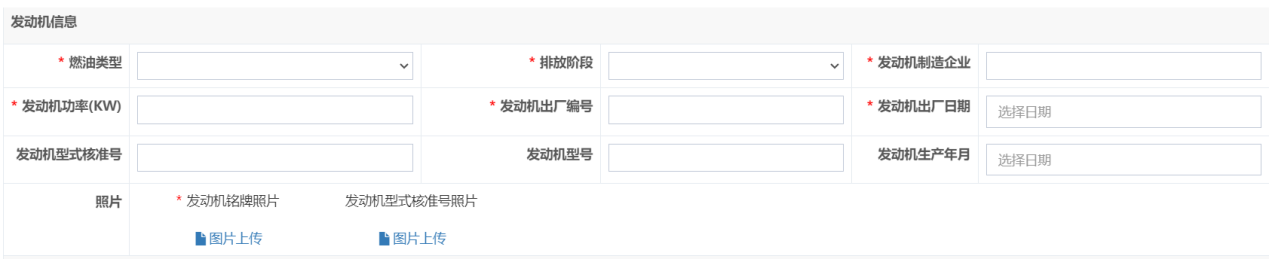 发动机信息
* 燃油类型
* 排放阶段
* 发动机制造企业
* 发动机功率(KW)
* 发动机出厂编号
* 发动机出厂日期
选择日期
发动机型式核准号
发动机型号
发动机生产年月
选择日期
照片
* 发动机铭牌照片
发动机型式核准号照片
图片上传
图片上传